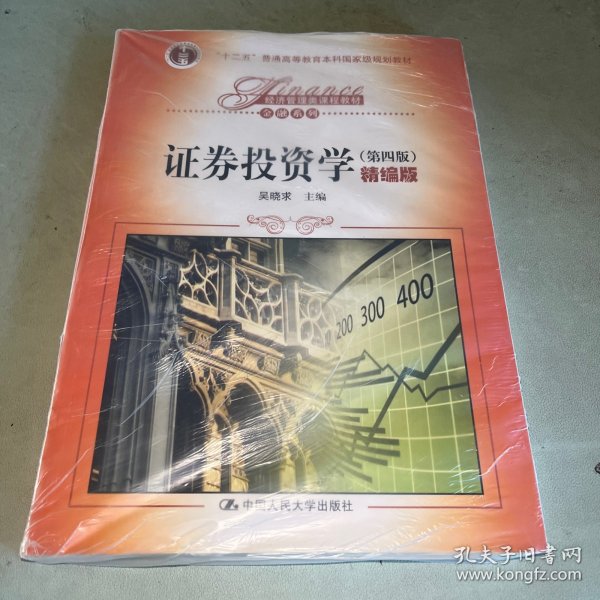 "十二五"普通高等教育本科国家级规划教材
Finance
经济管理类课程教材
金融系列
证券投资学(第四版)
精编版
吴晓求 主编
200 300 400
中国人民大学出版社
孔夫子旧书网
www.kongfz.com